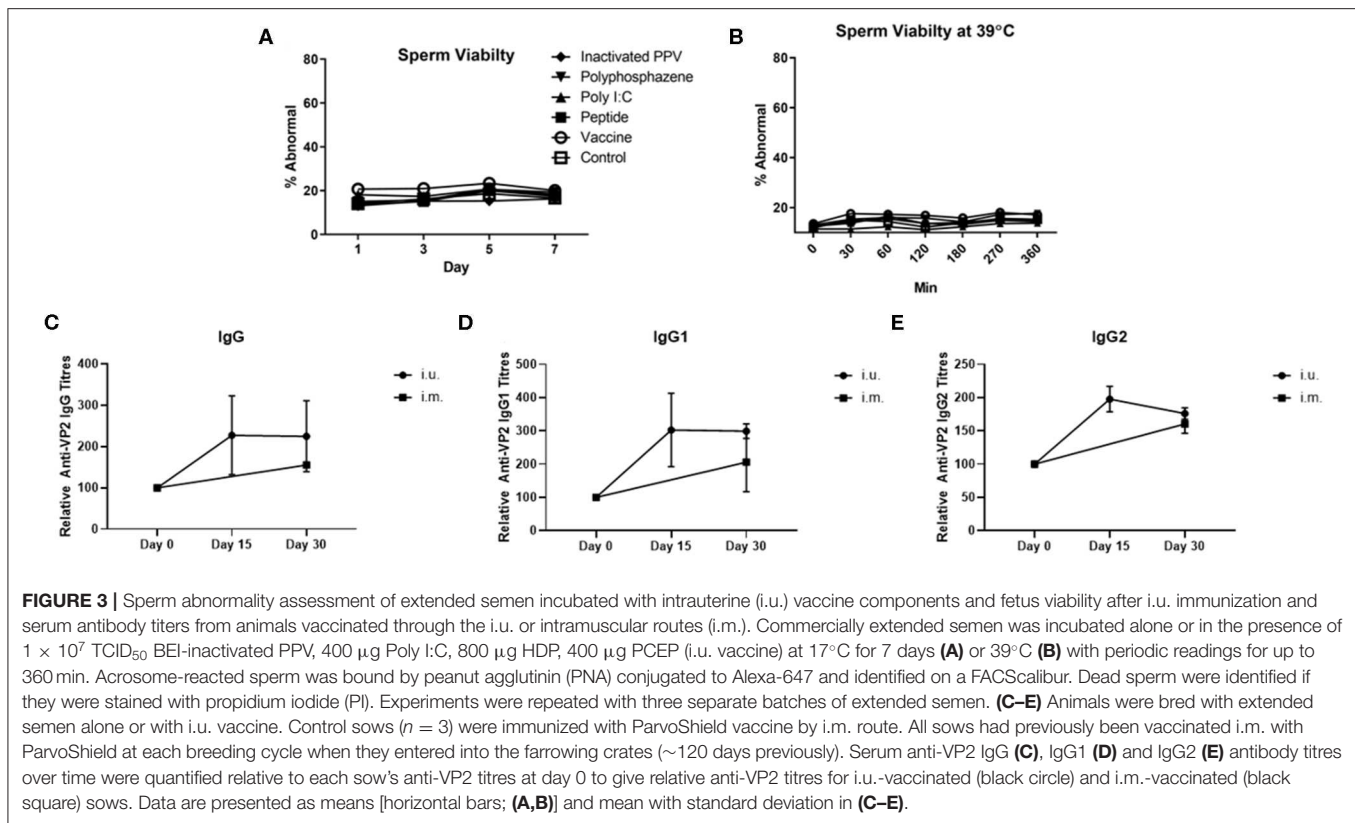 A
Sperm Viabilty
Inactivated PPV
Polyphosphazene
Poly I:C
Peptide
Vaccine
Control
% Abnormal
80
60
40
20
0
1 3 5 7
Day
B
Sperm Viabilty at 39°C
% Abnormal
80
60
40
20
0 30 60 120 180 270 360
Min
C
IgG
Relative Anti-VP2 IgG Titres
400
300
200
100
0
Day 0 Day 15 Day 30
i.u.
i.m.
D
IgG1
Relative Anti-VP2 IgG1 Titres
500
400
300
200
100
0
Day 0 Day 15 Day 30
i.u.
i.m.
E
IgG2
Relative Anti-VP2 IgG2 Titres
250
200
150
100
50
0
Day 0 Day 15 Day 30
i.u.
i.m.
FIGURE 3 | Sperm abnormality assessment of extended semen incubated with intrauterine (i.u.) vaccine components and fetus viability after i.u. immunization and
serum antibody titers from animals vaccinated through the i.u. or intramuscular routes (i.m.). Commercially extended semen was incubated alone or in the presence of
1 × 10⁷ TCID₅₀ BEI-inactivated PPV, 400 μg Poly I:C, 800 μg HDP, 400 μg PCEP (i.u. vaccine) at 17°C for 7 days (A) or 39°C (B) with periodic readings for up to
360 min. Acrosome-reacted sperm was bound by peanut agglutinin (PNA) conjugated to Alexa-647 and identified on a FACScalibur. Dead sperm were identified if
they were stained with propidium iodide (PI). Experiments were repeated with three separate batches of extended semen. (C–E) Animals were bred with extended
semen alone or with i.u. vaccine. Control sows (n = 3) were immunized with ParvoShield vaccine by i.m. route. All sows had previously been vaccinated i.m. with
ParvoShield at each breeding cycle when they entered into the farrowing crates (~120 days previously). Serum anti-VP2 IgG (C), IgG1 (D) and IgG2 (E) antibody titres
over time were quantified relative to each sow's anti-VP2 titres at day 0 to give relative anti-VP2 titres for i.u.-vaccinated (black circle) and i.m.-vaccinated (black
square) sows. Data are presented as means [horizontal bars; (A,B)] and mean with standard deviation in (C–E).